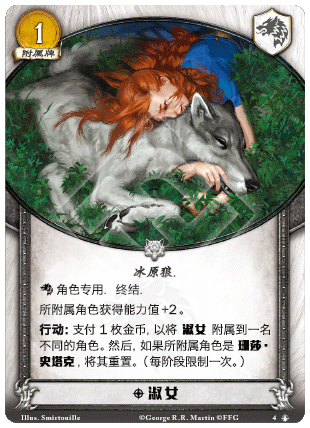 1
附属牌
冰原狼.
角色专用. 终结.
所附属角色获得能力值+2。
行动: 支付 1 枚金币, 以将 淑女 附属到一名
不同的角色。然后, 如果所附属角色是 珊莎·
史塔克, 将其重置。(每阶段限制一次。)
淑女
Illus. Smirtouille ©George R.R. Martin ©FFG 4